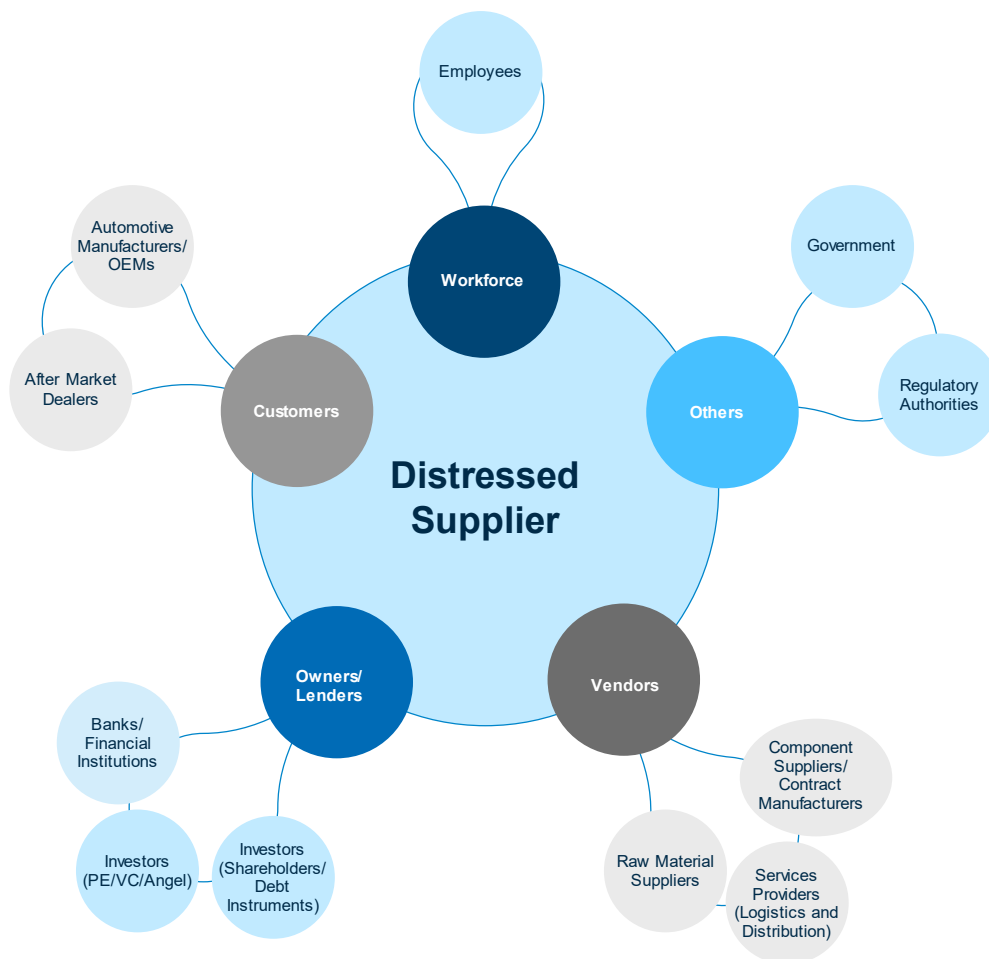 Employees
Workforce
Automotive
Manufacturers/
OEMs
After Market
Dealers
Customers
Government
Regulatory
Authorities
Others
Distressed
Supplier
Owners/
Lenders
Banks/
Financial
Institutions
Investors
(PE/VC/Angel)
Investors
(Shareholders/
Debt
Instruments)
Vendors
Component
Suppliers/
Contract
Manufacturers
Raw Material
Suppliers
Services
Providers
(Logistics and
Distribution)